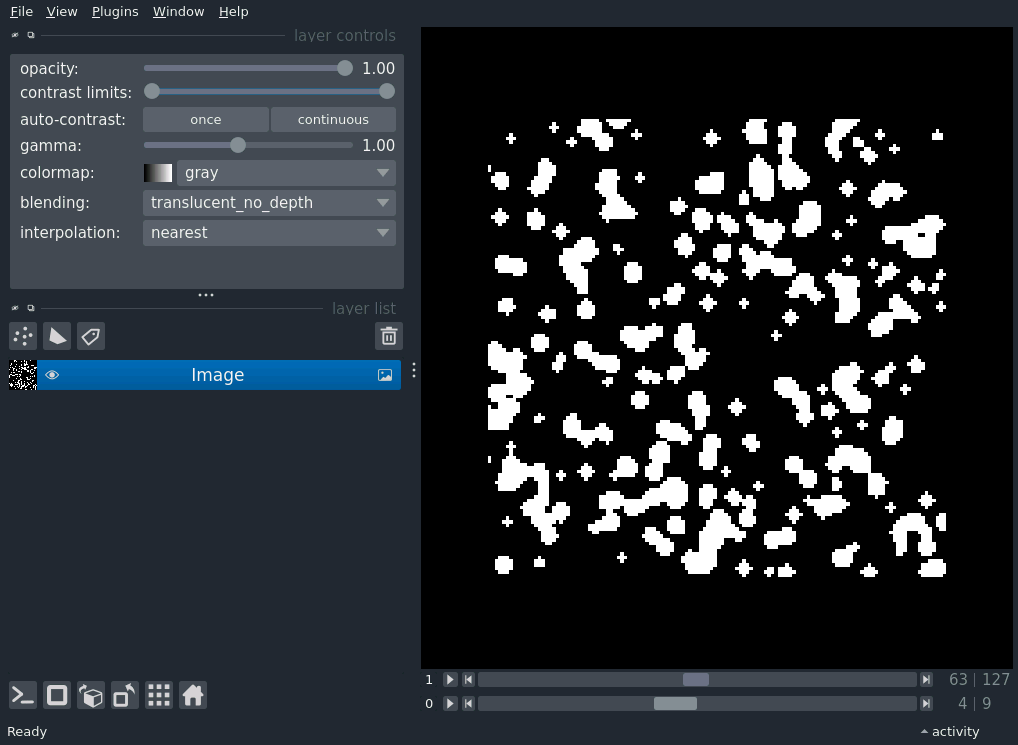 File View Plugins Window Help
layer controls
opacity: 1.00
contrast limits:
auto-contrast: once continuous
gamma: 1.00
colormap: gray
blending: translucent_no_depth
interpolation: nearest
layer list
Image
1 63 | 127
0 4 | 9
Ready activity